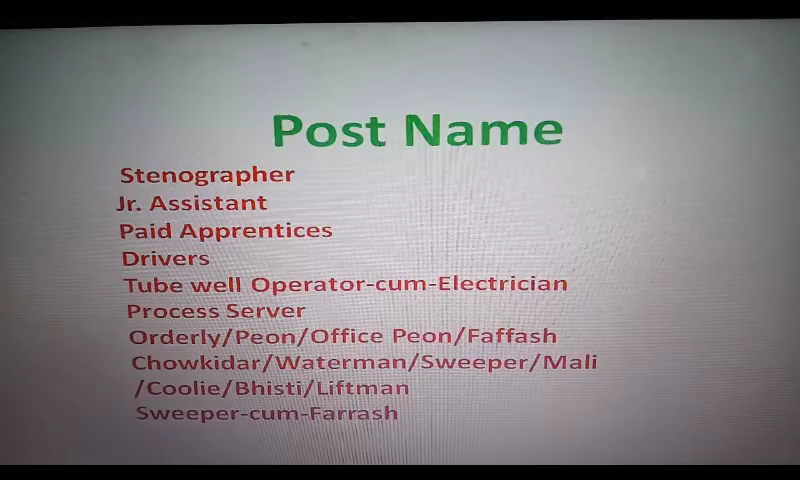 Post Name
Stenographer
Jr. Assistant
Paid Apprentices
Drivers
Tube well Operator-cum-Electrician
Process Server
Orderly/Peon/Office Peon/Faffash
Chowkidar/Waterman/Sweeper/Mali
/Coolie/Bhisti/Liftman
Sweeper-cum-Farrash